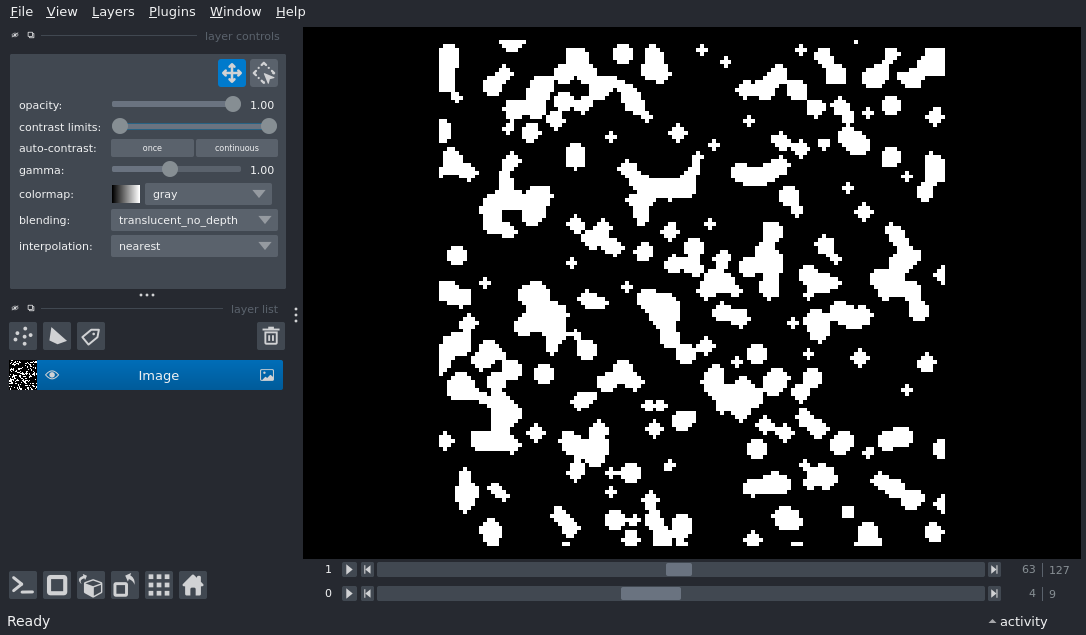 File View Layers Plugins Window Help
layer controls
opacity: 1.00
contrast limits:
auto-contrast: once continuous
gamma: 1.00
colormap: gray
blending: translucent_no_depth
interpolation: nearest
layer list
Image
1 63 127
0 4 9
Ready activity